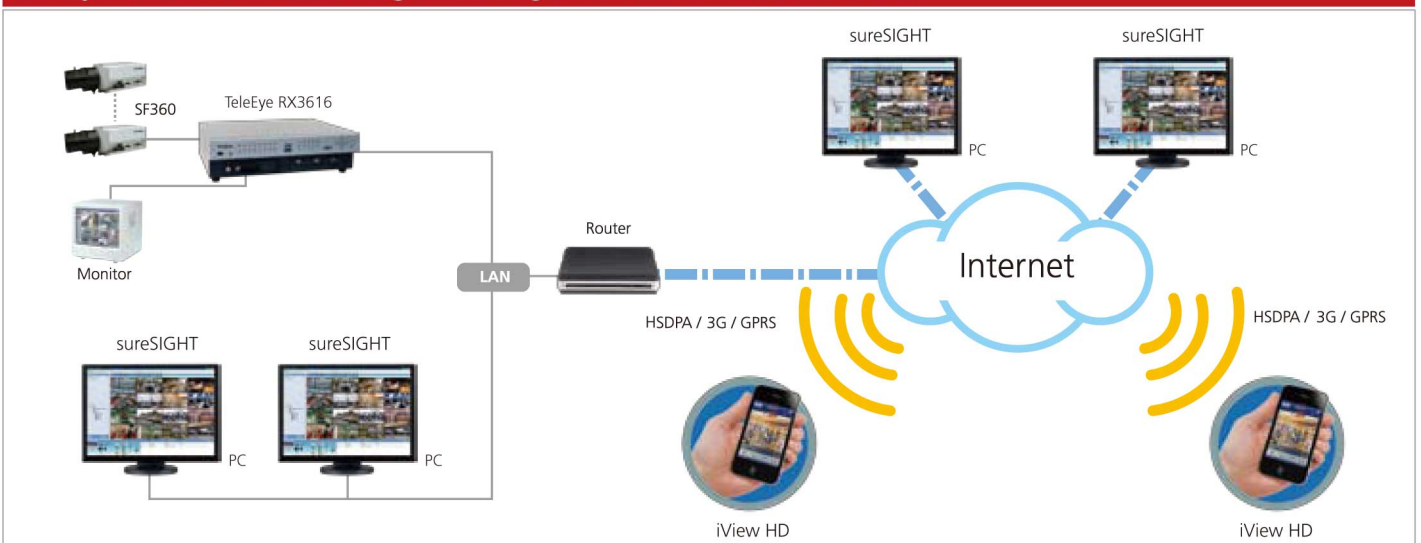 sureSIGHT
sureSIGHT
SF360
TeleEye RX3616
PC
PC
Router
Internet
Monitor
LAN
HSDPA / 3G / GPRS
HSDPA / 3G / GPRS
sureSIGHT
sureSIGHT
PC
PC
iView HD
iView HD